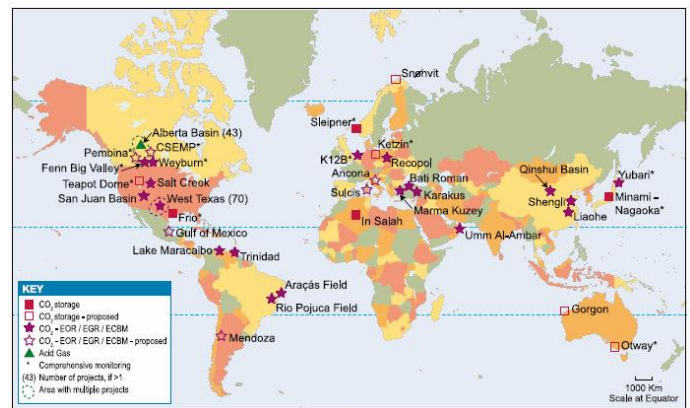 Snøhvit
Sleipner*
Alberta Basin (43)
CSEMP*
Pembina*
Fenn Big Valley*
Weyburn*
Teapot Dome*
Salt Creek
San Juan Basin
West Texas (70)
Frio*
Gulf of Mexico
Lake Maracaibo
Trinidad
Araçás Field
Rio Pojuca Field
Mendoza
K12B*
Ketzin*
Recopol
Ancona
Sulcis
Bati Roman
Karakus
Marma Kuzey
In Salah
Umm Al-Ambar
Qinshui Basin
Yubari*
Shengli
Minami –
Nagaoka*
Liaohe
Gorgon
Otway*
KEY
CO₂ storage
CO₂ storage – proposed
CO₂ – EOR / EGR / ECBM
CO₂ – EOR / EGR / ECBM – proposed
Acid Gas
* Comprehensive monitoring
(43) Number of projects, if >1
Area with multiple projects
1000 Km
Scale at Equator